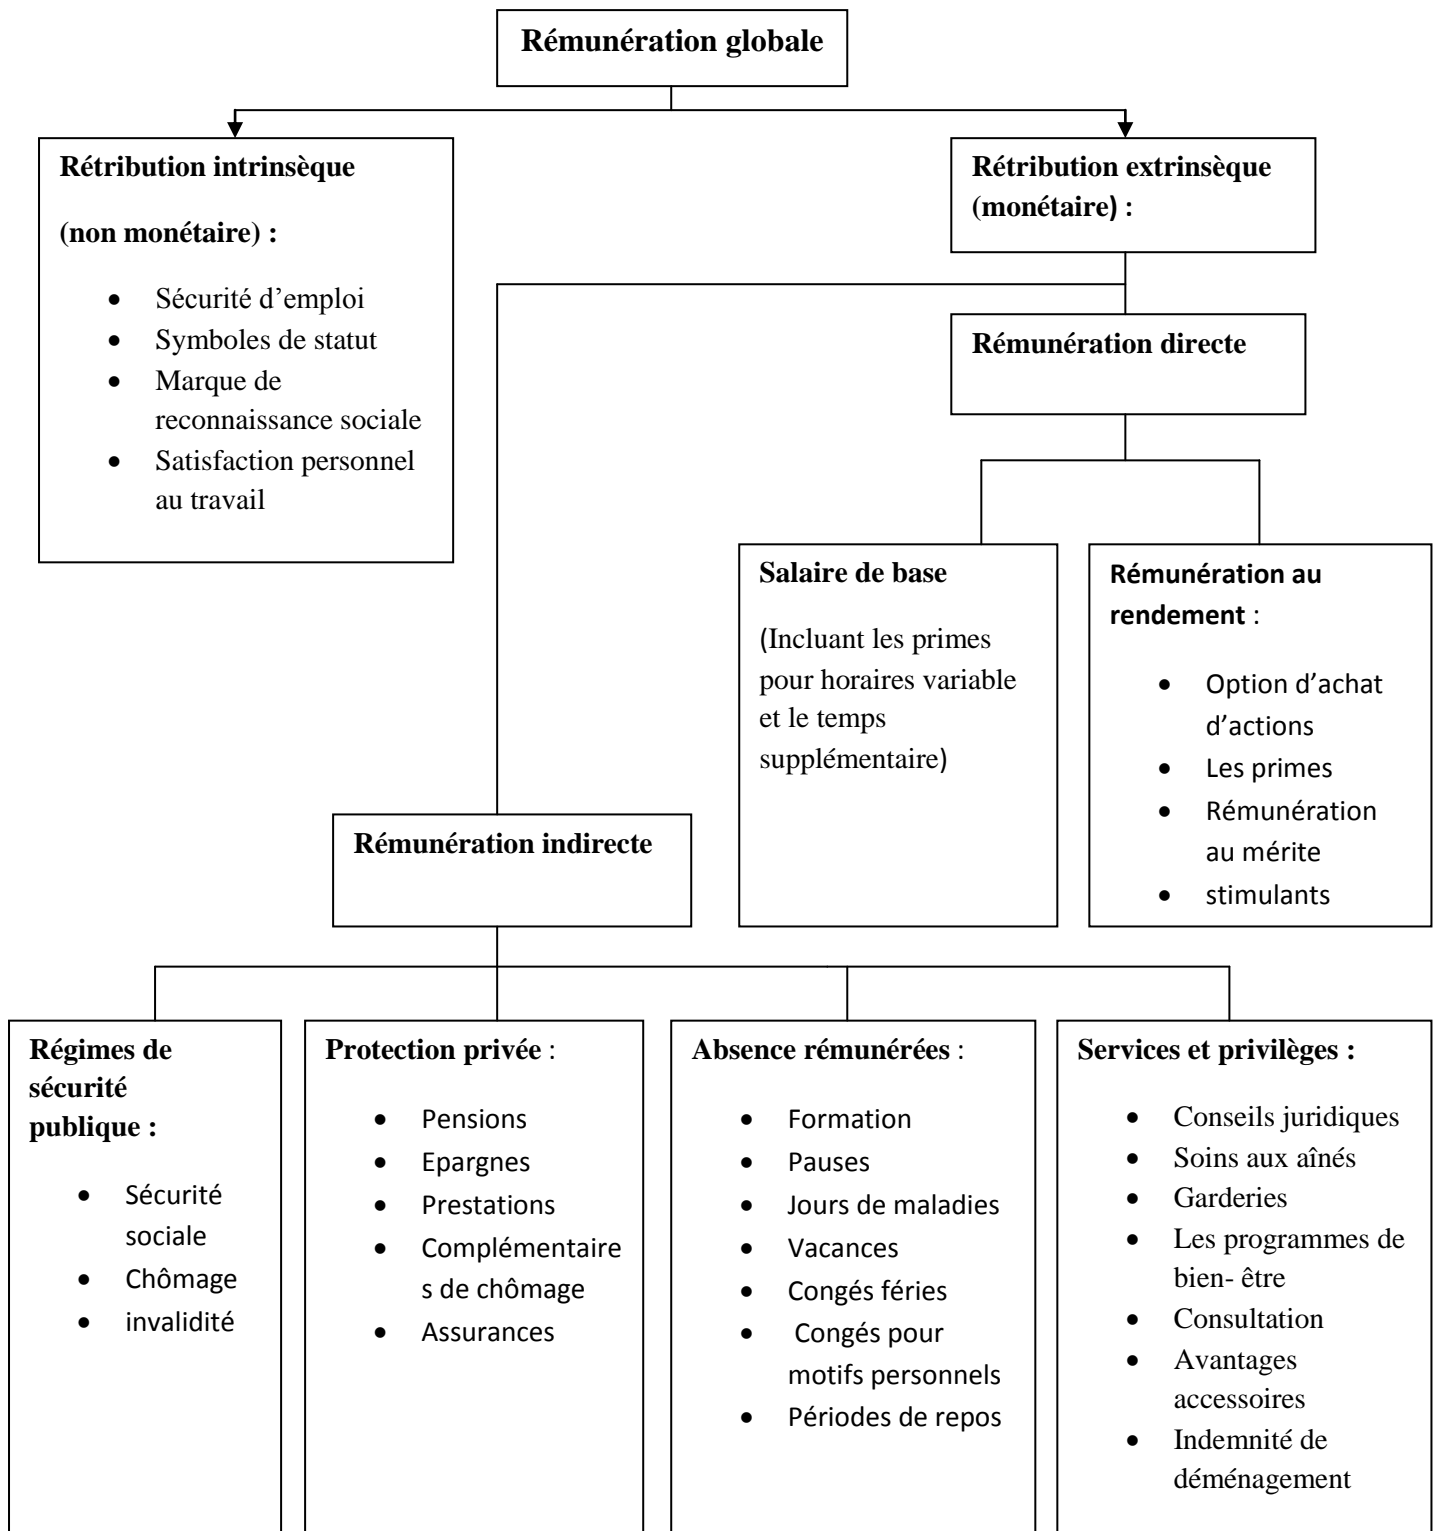 Rémunération globale
Rétribution intrinsèque
(non monétaire) :
• Sécurité d’emploi
• Symboles de statut
• Marque de
reconnaissance sociale
• Satisfaction personnel
au travail
Rétribution extrinsèque
(monétaire) :
Rémunération directe
Salaire de base
(Incluant les primes
pour horaires variable
et le temps
supplémentaire)
Rémunération au
rendement :
• Option d’achat
d’actions
• Les primes
• Rémunération
au mérite
• stimulants
Rémunération indirecte
Régimes de
sécurité
publique :
• Sécurité
sociale
• Chômage
• invalidité
Protection privée :
• Pensions
• Epargnes
• Prestations
• Complémentaire
s de chômage
• Assurances
Absence rémunérées :
• Formation
• Pauses
• Jours de maladies
• Vacances
• Congés féries
• Congés pour
motifs personnels
• Périodes de repos
Services et privilèges :
• Conseils juridiques
• Soins aux aînés
• Garderies
• Les programmes de
bien- être
• Consultation
• Avantages
accessoires
• Indemnité de
déménagement